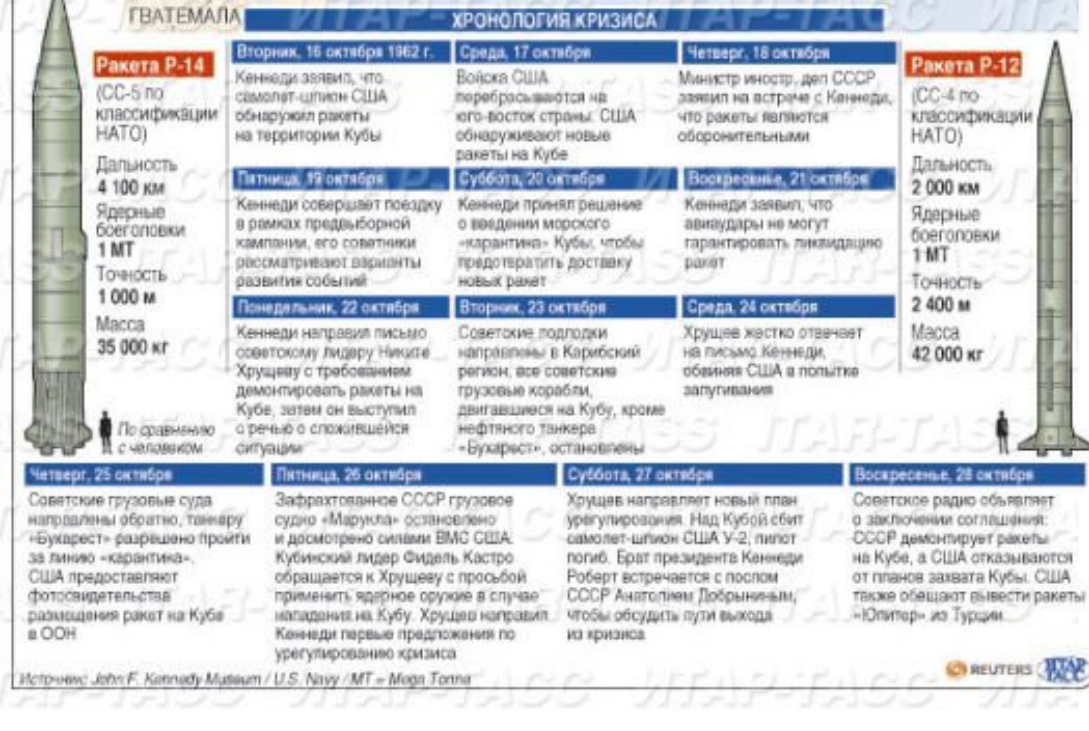 ГВАТЕМАЛА
ХРОНОЛОГИЯ КРИЗИСА
Ракета Р-14
(СС-5 по
классификации
НАТО)
Дальность
4 100 км
Ядерные
боеголовки
1 МТ
Точность
1 000 м
Масса
35 000 кг
По сравнению
с человеком
Вторник, 16 октября 1962 г.
Кеннеди заявил, что
самолет-шпион США
обнаружил ракеты
на территории Кубы
Среда, 17 октября
Войска США
перебрасываются на
юго-восток страны. США
обнаруживают новые
ракеты на Кубе
Четверг, 18 октября
Министр иностр. дел СССР
заявил на встрече с Кеннеди,
что ракеты являются
оборонительными
Пятница, 19 октября
Кеннеди совершает поездку
в рамках предвыборной
кампании, его советники
рассматривают варианты
развития событий
Суббота, 20 октября
Кеннеди принял решение
о введении морского
«карантина» Кубы, чтобы
предотвратить доставку
новых ракет
Воскресенье, 21 октября
Кеннеди заявил, что
авиаудары не могут
гарантировать ликвидацию
ракет
Понедельник, 22 октября
Кеннеди направил письмо
советскому лидеру Никите
Хрущеву с требованием
демонтировать ракеты на
Кубе, затем он выступил
с речью о сложившейся
ситуации
Вторник, 23 октября
Советские подлодки
направлены в Карибский
регион, все советские
грузовые корабли,
двигавшиеся на Кубу, кроме
нефтяного танкера
«Бухарест», остановлены
Среда, 24 октября
Хрущев жестко отвечает
на письмо Кеннеди,
обвиняя США в попытке
запугивания
Ракета Р-12
(СС-4 по
классификации
НАТО)
Дальность
2 000 км
Ядерные
боеголовки
1 МТ
Точность
2 400 м
Масса
42 000 кг
Четверг, 25 октября
Советские грузовые суда
направлены обратно, танкеру
«Бухарест» разрешено пройти
за линию «карантина».
США предоставляют
фотосвидетельства
размещения ракет на Кубе
в ООН
Пятница, 26 октября
Зафрахтованное СССР грузовое
судно «Марукла» остановлено
и досмотрено силами ВМС США.
Кубинский лидер Фидель Кастро
обращается к Хрущеву с просьбой
применить ядерное оружие в случае
нападения на Кубу. Хрущев направил
Кеннеди первые предложения по
урегулированию кризиса
Суббота, 27 октября
Хрущев направляет новый план
урегулирования. Над Кубой сбит
самолет-шпион США У-2, пилот
погиб. Брат президента Кеннеди
Роберт встречается с послом
СССР Анатолием Добрыниным,
чтобы обсудить пути выхода
из кризиса
Воскресенье, 28 октября
Советское радио объявляет
о заключении соглашения:
СССР демонтирует ракеты
на Кубе, а США отказываются
от планов захвата Кубы. США
также обещают вывести ракеты
«Юпитер» из Турции
Источник: John F. Kennedy Museum / U.S. Navy / МТ = Мега Тонна
REUTERS
ИТАР
ТАСС
ИТАР-ТАСС
ITAR-TASS